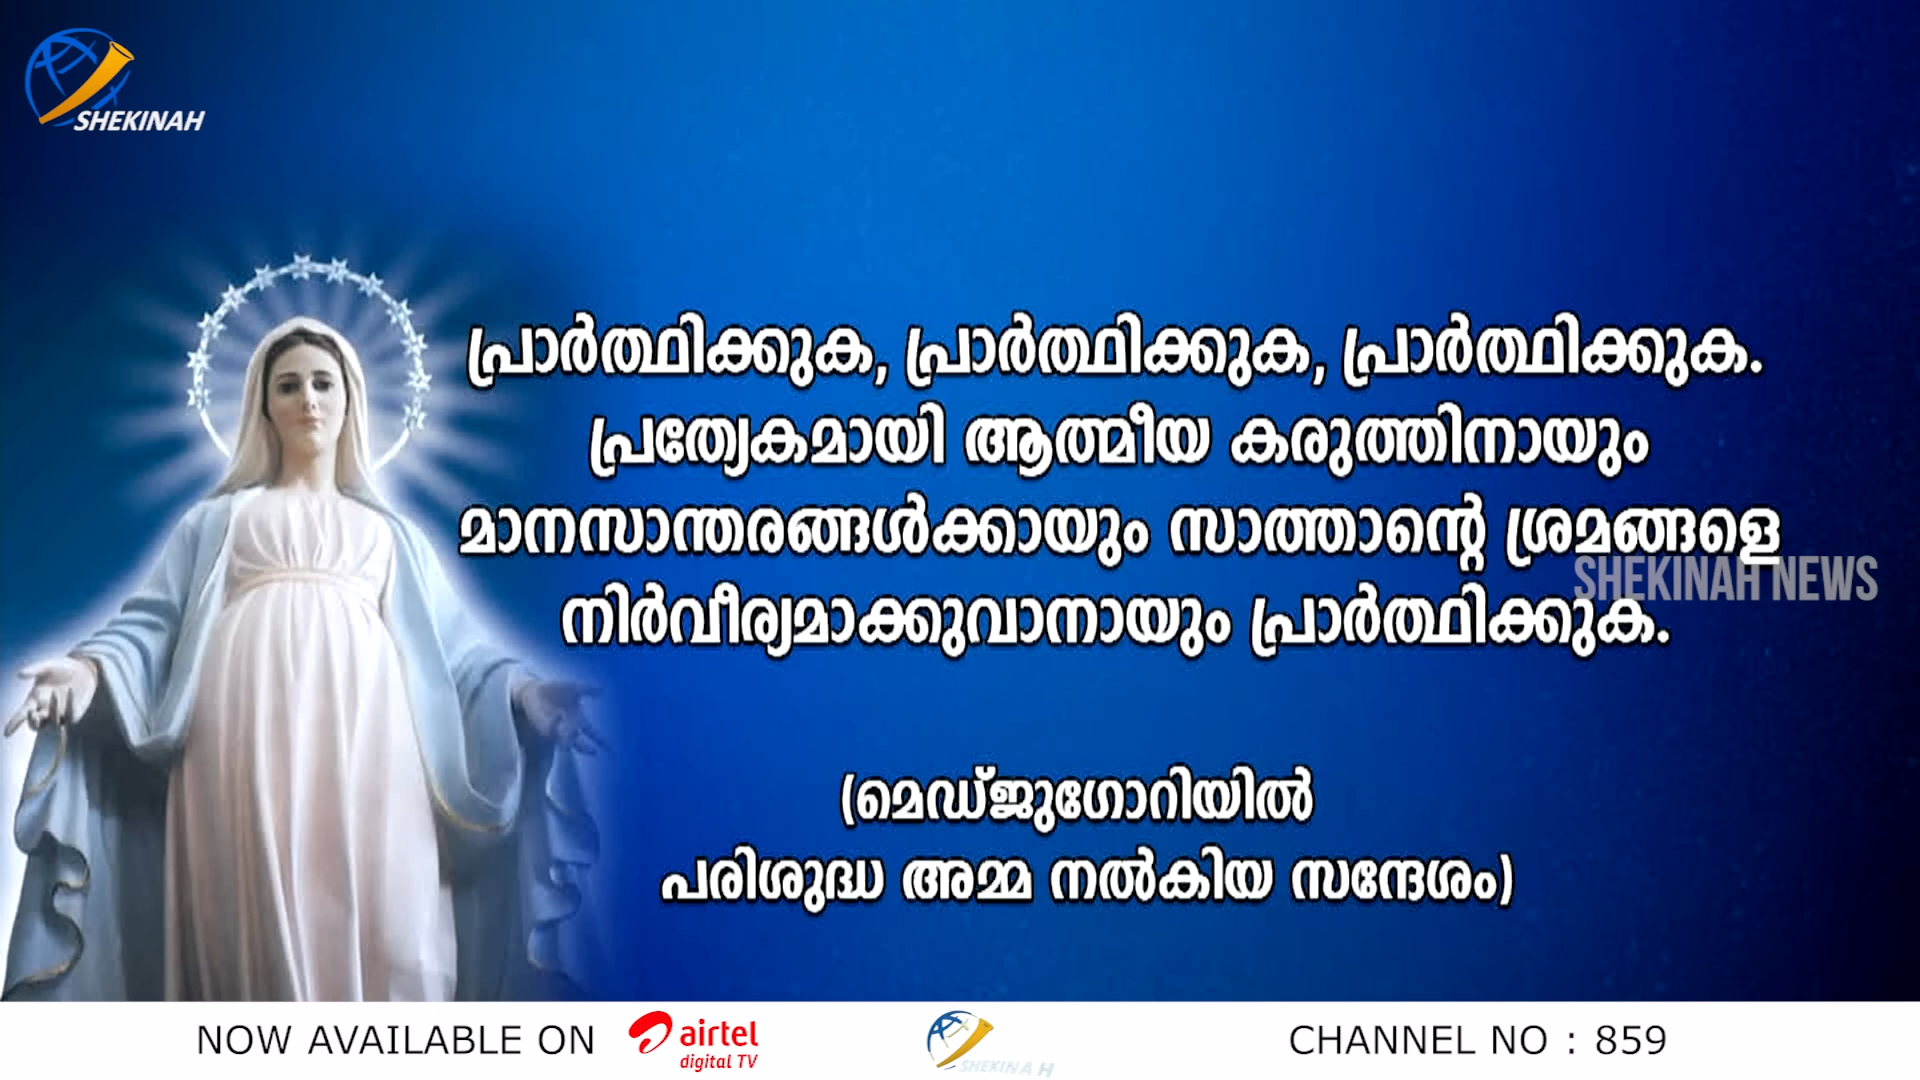 SHEKINAH
പ്രാർത്ഥിക്കുക, പ്രാർത്ഥിക്കുക, പ്രാർത്ഥിക്കുക.
പ്രത്യേകമായി ആത്മീയ കരുത്തിനായും
മാനസാന്തരങ്ങൾക്കായും സാത്താന്റെ ശ്രമങ്ങളെ
SHEKINAH NEWS
നിർവീര്യമാക്കുവാനായും പ്രാർത്ഥിക്കുക.
(മെഡ്ജുഗോറിയിൽ
പരിശുദ്ധ അമ്മ നൽകിയ സന്ദേശം)
NOW AVAILABLE ON airtel digital TV SHEKINAH CHANNEL NO : 859